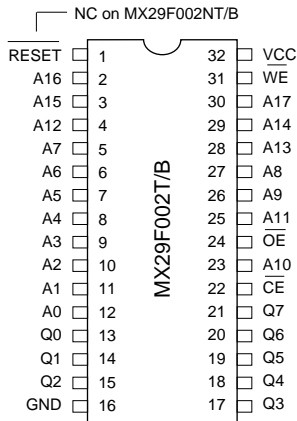 NC on MX29F002NT/B
RESET 1 32 VCC
A16 2 31 WE
A15 3 30 A17
A12 4 29 A14
A7 5 28 A13
A6 6 27 A8
A5 7 26 A9
A4 8 25 A11
A3 9 24 OE
A2 10 23 A10
A1 11 22 CE
A0 12 21 Q7
Q0 13 20 Q6
Q1 14 19 Q5
Q2 15 18 Q4
GND 16 17 Q3
MX29F002T/B